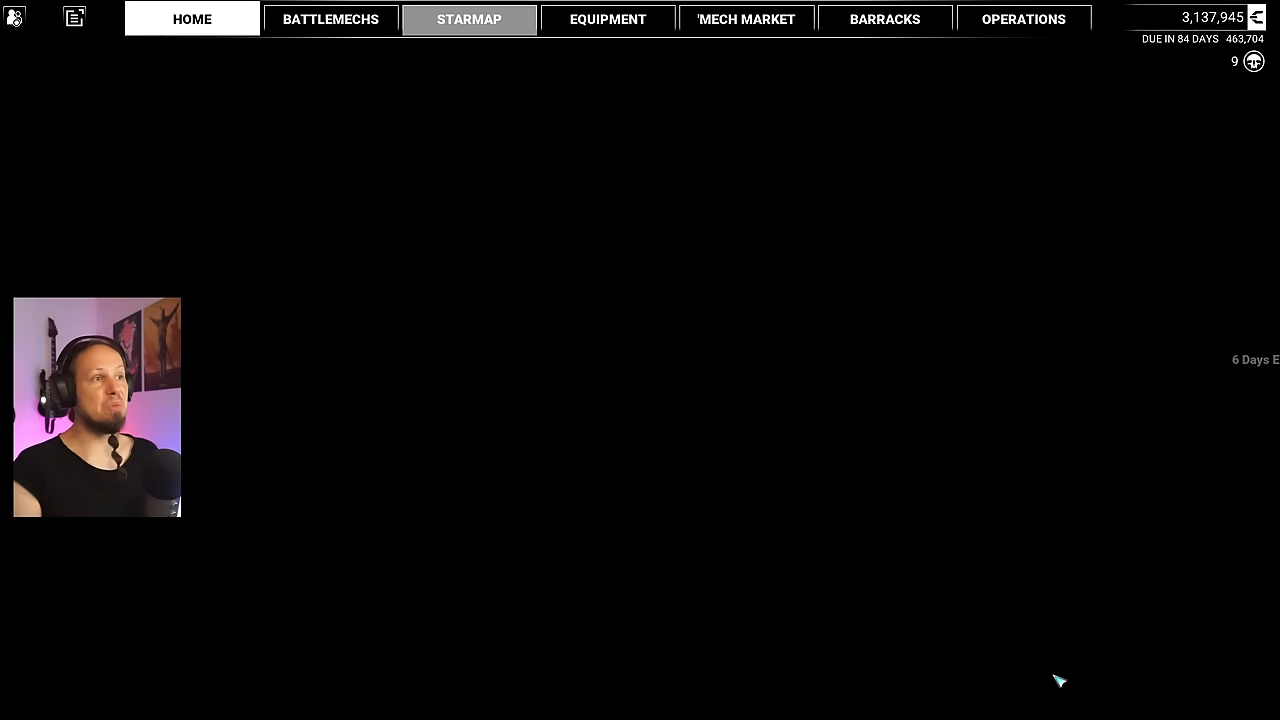 HOME
BATTLEMECHS
STARMAP
EQUIPMENT
'MECH MARKET
BARRACKS
OPERATIONS
3,137,945
DUE IN 84 DAYS 463,704
9
6 Days E